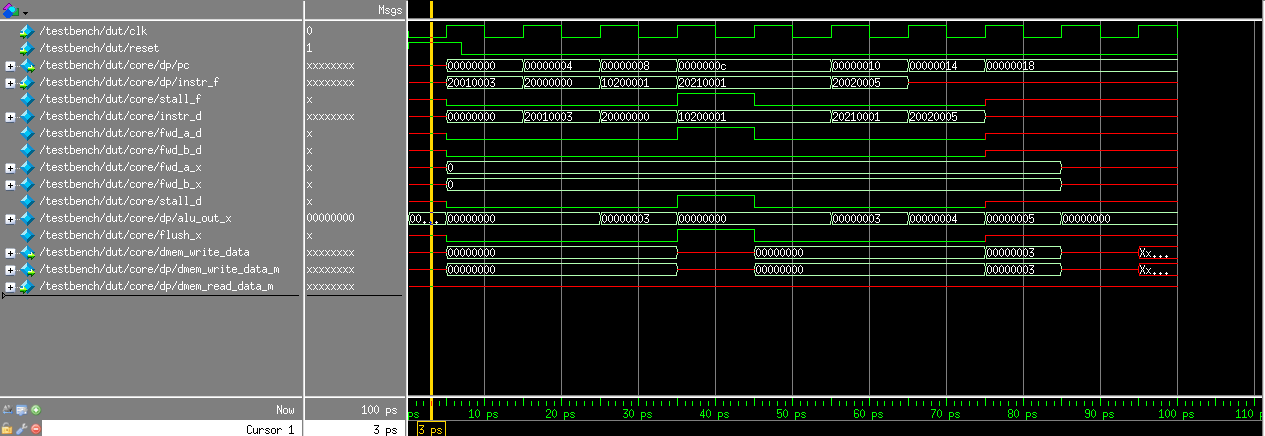 Msgs
/testbench/dut/clk 0
/testbench/dut/reset 1
/testbench/dut/core/dp/pc xxxxxxxx 00000000 00000004 00000008 0000000c 00000010 00000014 00000018
/testbench/dut/core/dp/instr_f xxxxxxxx 20010003 20000000 10200001 20210001 20020005
/testbench/dut/core/stall_f x
/testbench/dut/core/instr_d xxxxxxxx 00000000 20010003 20000000 10200001 20210001 20020005
/testbench/dut/core/fwd_a_d x
/testbench/dut/core/fwd_b_d x
/testbench/dut/core/fwd_a_x x 0
/testbench/dut/core/fwd_b_x x 0
/testbench/dut/core/stall_d x
/testbench/dut/core/dp/alu_out_x 00000000 00... 00000000 00000003 00000000 00000003 00000004 00000005 00000000
/testbench/dut/core/flush_x x
/testbench/dut/core/dmem_write_data xxxxxxxx 00000000 00000000 00000003 Xx...
/testbench/dut/core/dp/dmem_write_data_m xxxxxxxx 00000000 00000000 00000003 Xx...
/testbench/dut/core/dp/dmem_read_data_m xxxxxxxx
Now 100 ps ps 10 ps 20 ps 30 ps 40 ps 50 ps 60 ps 70 ps 80 ps 90 ps 100 ps 110
Cursor 1 3 ps 3 ps